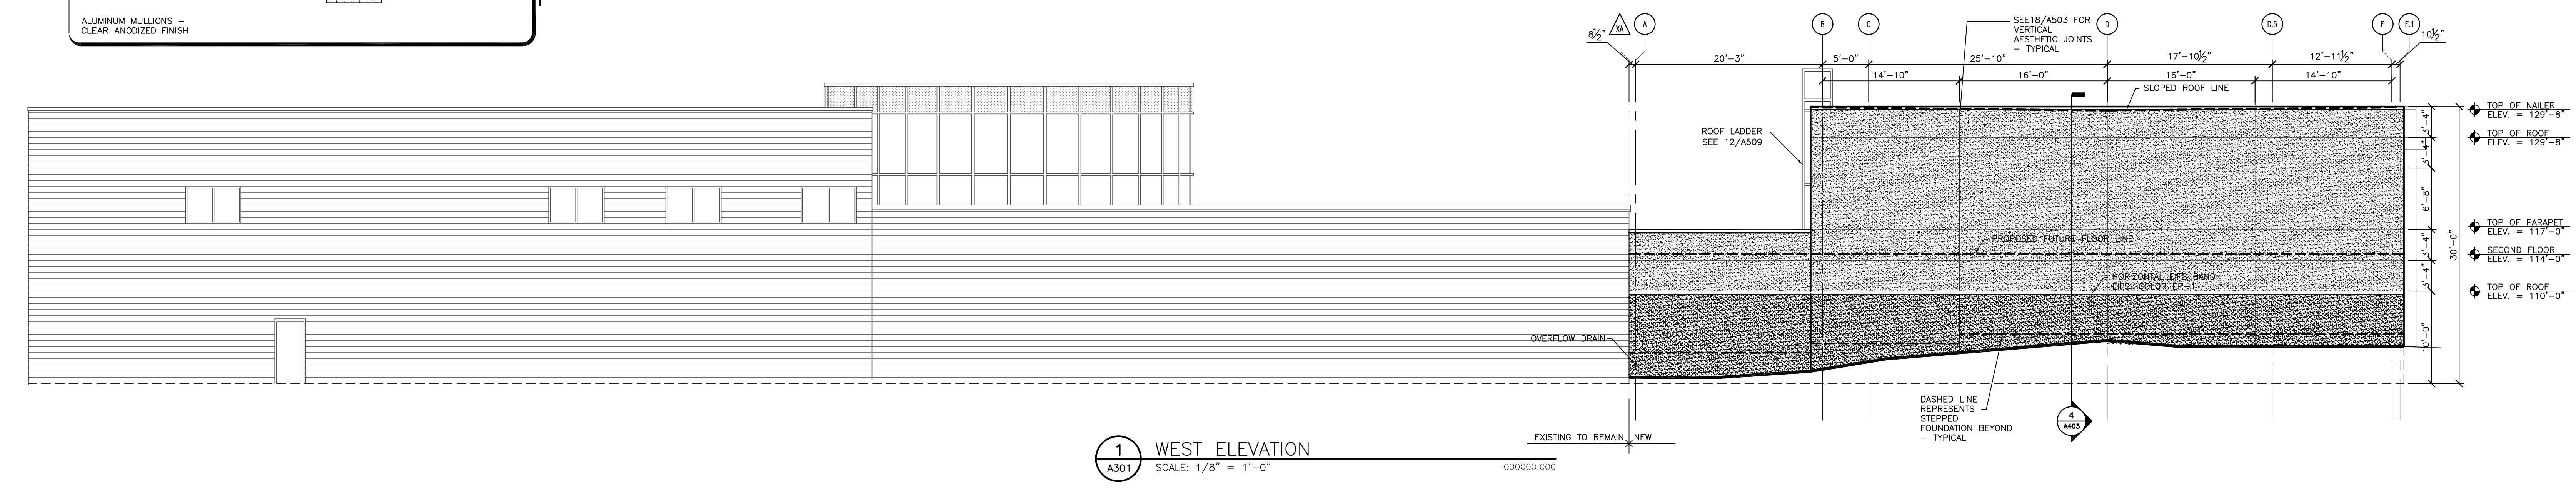 ALUMINUM MULLIONS –
CLEAR ANODIZED FINISH
XA
A
B
C
D
D.5
E
E.1
8½"
10½"
SEE18/A503 FOR
VERTICAL
AESTHETIC JOINTS
– TYPICAL
20'-3"
5'-0"
25'-10"
17'-10½"
12'-11½"
14'-10"
16'-0"
16'-0"
14'-10"
SLOPED ROOF LINE
ROOF LADDER
SEE 12/A509
TOP OF NAILER
ELEV. = 129'-8"
TOP OF ROOF
ELEV. = 129'-8"
TOP OF PARAPET
ELEV. = 117'-0"
SECOND FLOOR
ELEV. = 114'-0"
TOP OF ROOF
ELEV. = 110'-0"
3'-4"
3'-4"
6'-8"
3'-4"
3'-4"
10'-0"
30'-0"
PROPOSED FUTURE FLOOR LINE
HORIZONTAL EIFS BAND
EIFS. COLOR EP-1
OVERFLOW DRAIN
DASHED LINE
REPRESENTS
STEPPED
FOUNDATION BEYOND
– TYPICAL
4
A403
EXISTING TO REMAIN
NEW
1
A301
WEST ELEVATION
SCALE: 1/8" = 1'-0"
000000.000